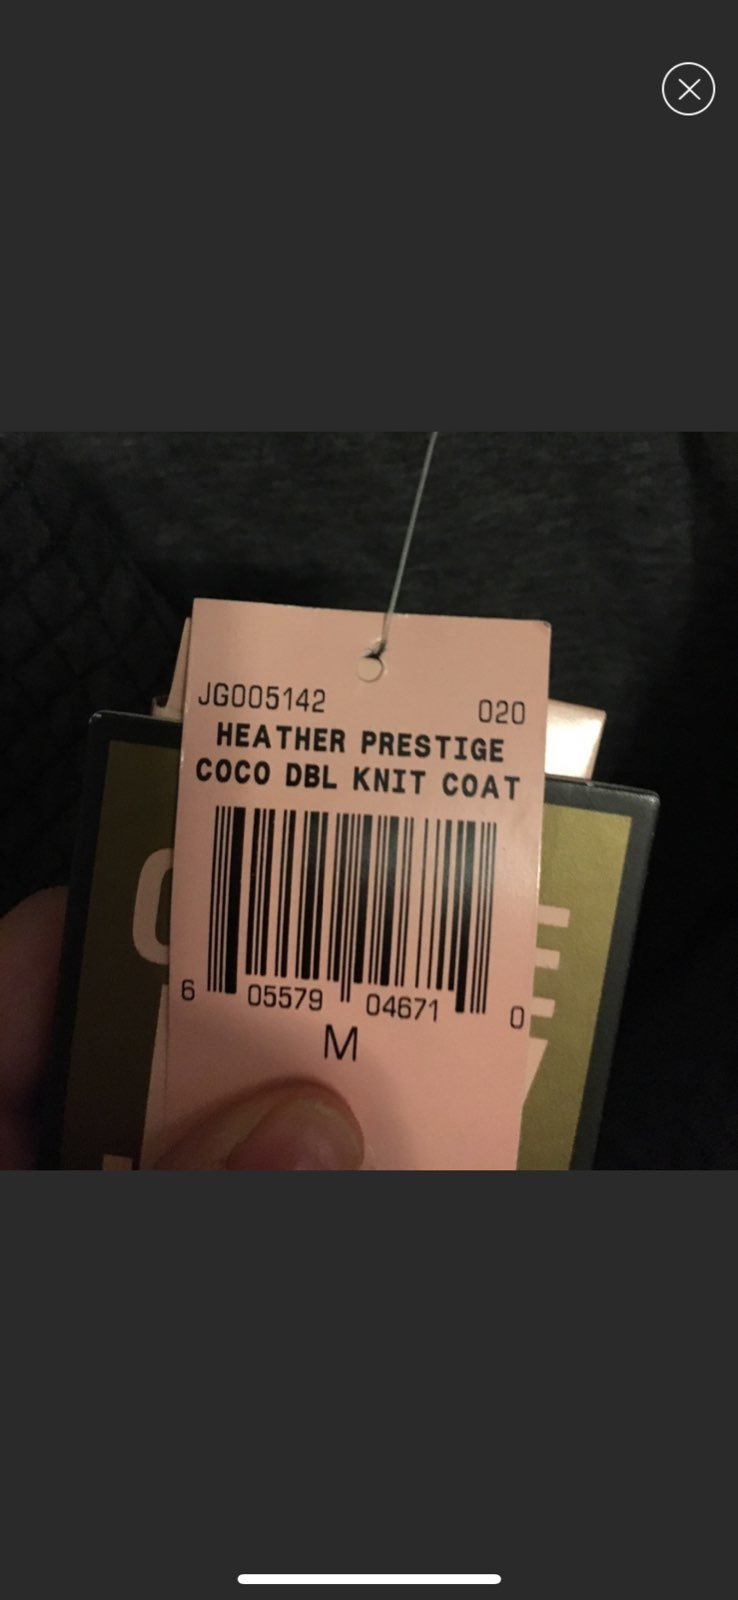 JG005142 020
HEATHER PRESTIGE
COCO DBL KNIT COAT
6 05579 04671 0
M